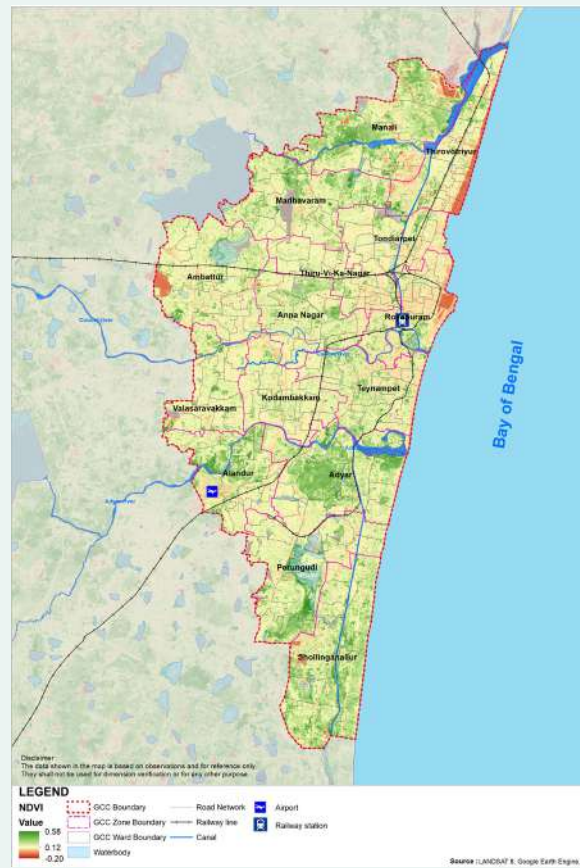 Manali
Thiruvotriyur
Madhavaram
Tondiarpet
Ambattur
Thiru-Vi-Ka-Nagar
Anna Nagar
Royapuram
Teynampet
Kodambakkam
Valasaravakkam
Alandur
Adyar
Perungudi
Shollinganallur
Bay of Bengal
Disclaimer
The data shown in the map is based on observations and for reference only.
They shall not be used for dimension verification or for any other purpose.
LEGEND
NDVI
Value
0.58
0.12
-0.20
GCC Boundary
GCC Zone Boundary
GCC Ward Boundary
Waterbody
Road Network
Railway line
Canal
Airport
Railway station
Source : LANDSAT 8, Google Earth Engine